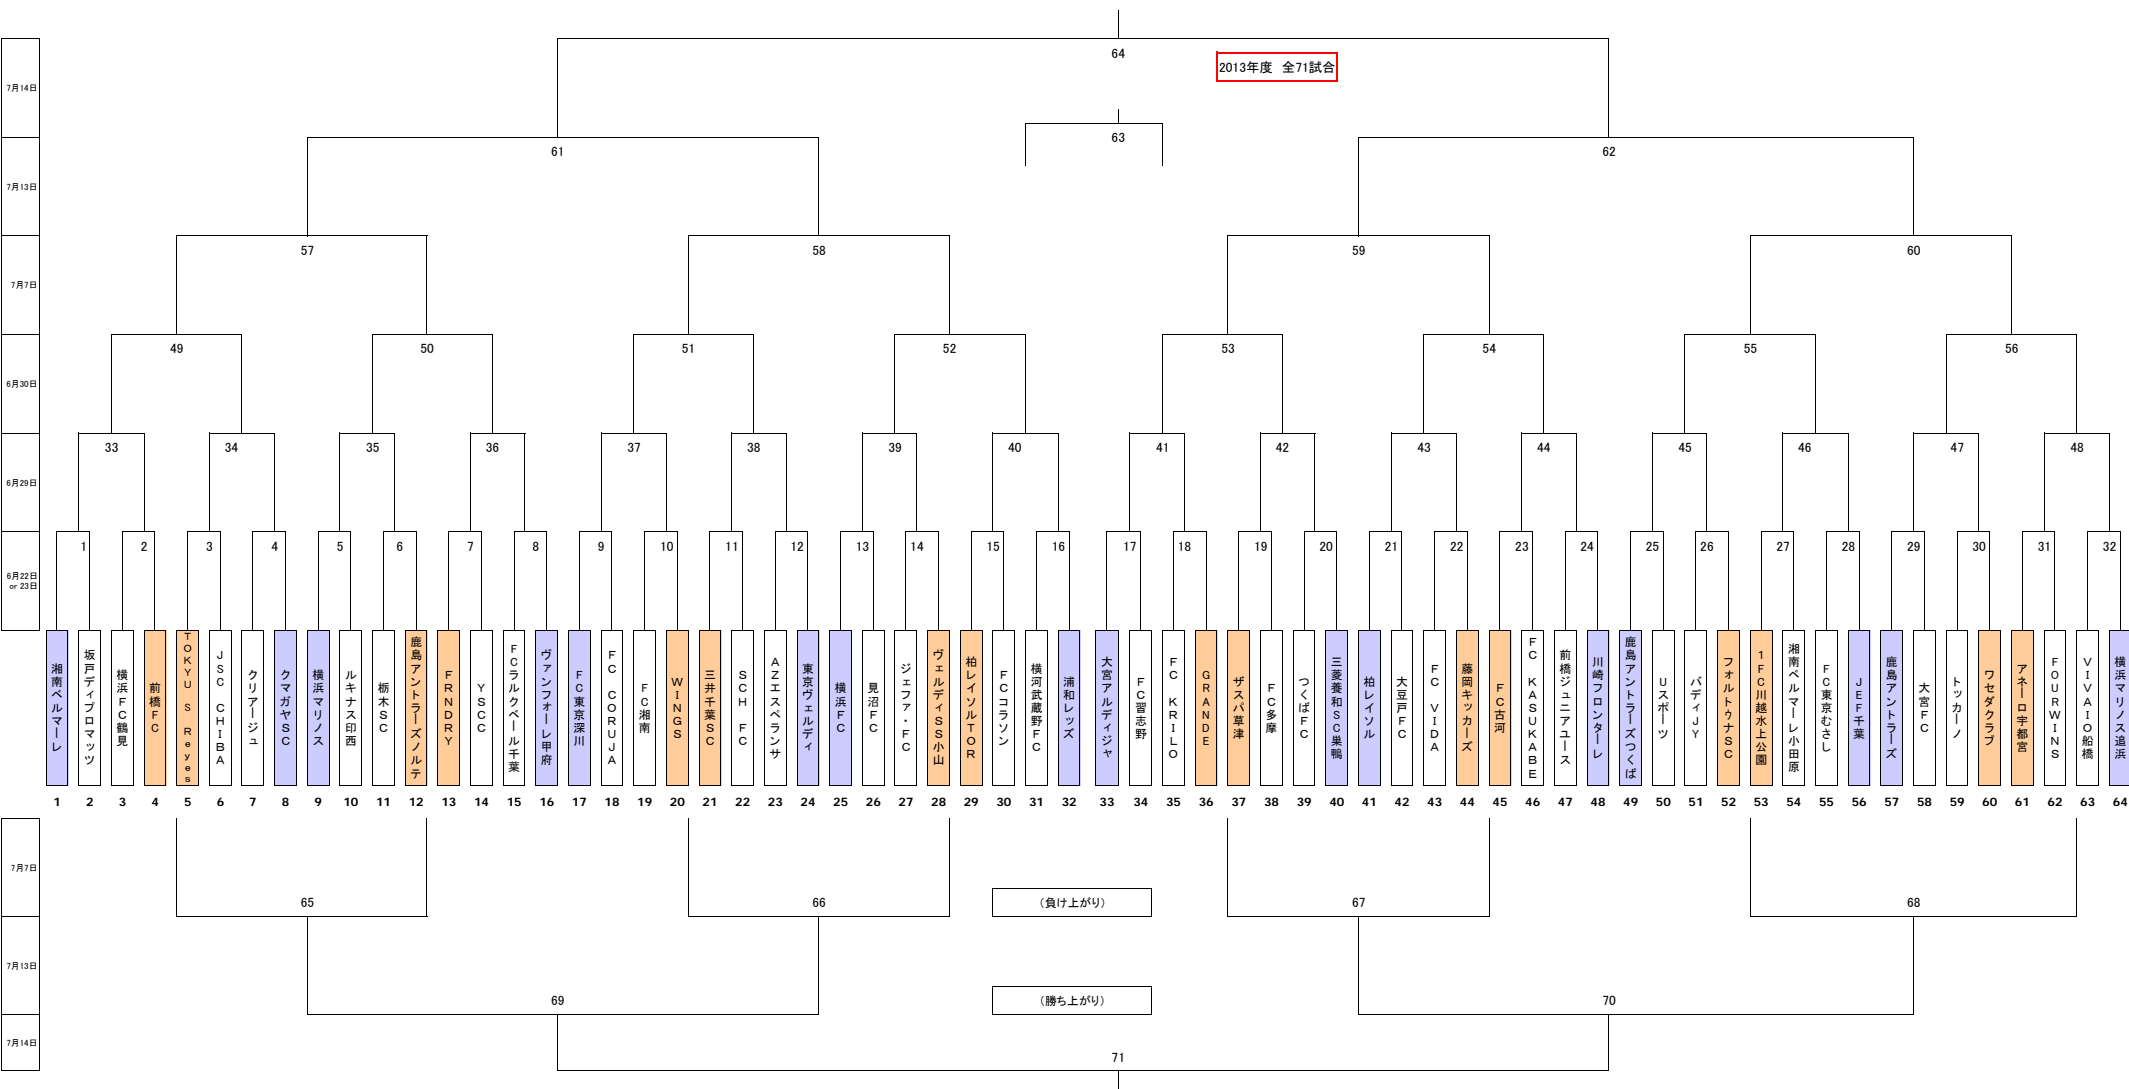 64
2013年度 全71試合
7月14日
63
61
62
7月13日
57
58
59
60
7月7日
49
50
51
52
53
54
55
56
6月30日
33
34
35
36
37
38
39
40
41
42
43
44
45
46
47
48
6月29日
1
2
3
4
5
6
7
8
9
10
11
12
13
14
15
16
17
18
19
20
21
22
23
24
25
26
27
28
29
30
31
32
6月22日
or 23日
湘南ベルマーレ
坂戸ディプロマッツ
横浜FC鶴見
前橋FC
TOKYU S Reyes
JSC CHIBA
クリアージュ
クマガヤSC
横浜マリノス
ルキナス印西
栃木SC
鹿島アントラーズノルテ
FRNDRY
YSCC
FCラルクベール千葉
ヴァンフォーレ甲府
FC東京深川
FC CORUJA
FC湘南
WINGS
三井千葉SC
SCH FC
AZエスペランサ
東京ヴェルディ
横浜FC
見沼FC
ジェファ・FC
ヴェルディSS小山
柏レイソルTOR
FCコラソン
横河武蔵野FC
浦和レッズ
大宮アルディジャ
FC習志野
FC KRILO
GRANDE
ザスパ草津
FC多摩
つくばFC
三菱養和SC巣鴨
柏レイソル
大豆戸FC
FC VIDA
藤岡キッカーズ
FC古河
FC KASUKABE
前橋ジュニアユース
川崎フロンターレ
鹿島アントラーズつくば
Uスポーツ
バディJY
フォルトゥナSC
1FC川越水上公園
湘南ベルマーレ小田原
FC東京むさし
JEF千葉
鹿島アントラーズ
大宮FC
トッカーノ
ワセダクラブ
アネーロ宇都宮
FOURWINS
VIVAIO船橋
横浜マリノス追浜
1
2
3
4
5
6
7
8
9
10
11
12
13
14
15
16
17
18
19
20
21
22
23
24
25
26
27
28
29
30
31
32
33
34
35
36
37
38
39
40
41
42
43
44
45
46
47
48
49
50
51
52
53
54
55
56
57
58
59
60
61
62
63
64
7月7日
65
66
(負け上がり)
67
68
7月13日
69
(勝ち上がり)
70
7月14日
71